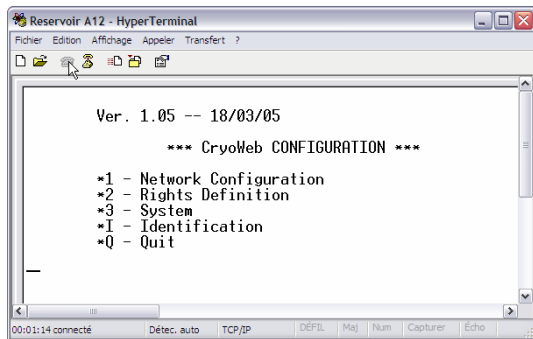 Reservoir A12 - HyperTerminal
Fichier Edition Affichage Appeler Transfert ?
Ver. 1.05 -- 18/03/05
*** CryoWeb CONFIGURATION ***
*1 - Network Configuration
*2 - Rights Definition
*3 - System
*I - Identification
*Q - Quit
00:01:14 connecté Détec. auto TCP/IP DÉFIL Maj Num Capturer Écho